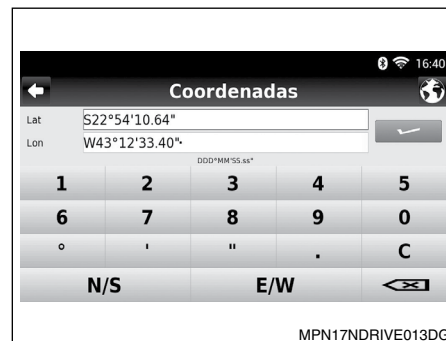 16:40
Coordenadas
Lat S22°54'10.64"
Lon W43°12'33.40"
DDD°MM'SS.ss"
1 2 3 4 5
6 7 8 9 0
° ' " . C
N/S E/W
MPN17NDRIVE013DG